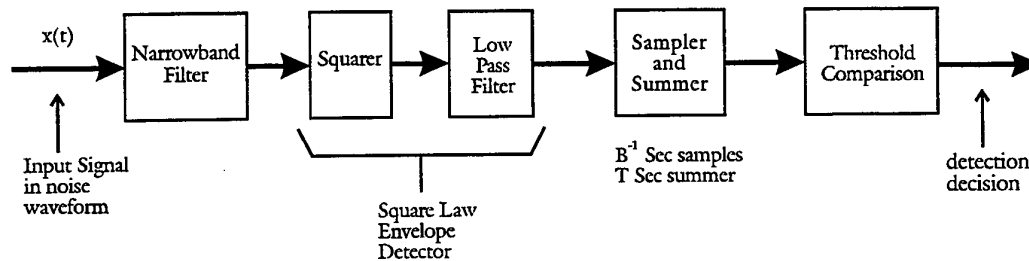 x(t)
Narrowband
Filter
Squarer
Low
Pass
Filter
Sampler
and
Summer
Threshold
Comparison
Input Signal
in noise
waveform
B⁻¹ Sec samples
T Sec summer
detection
decision
Square Law
Envelope
Detector